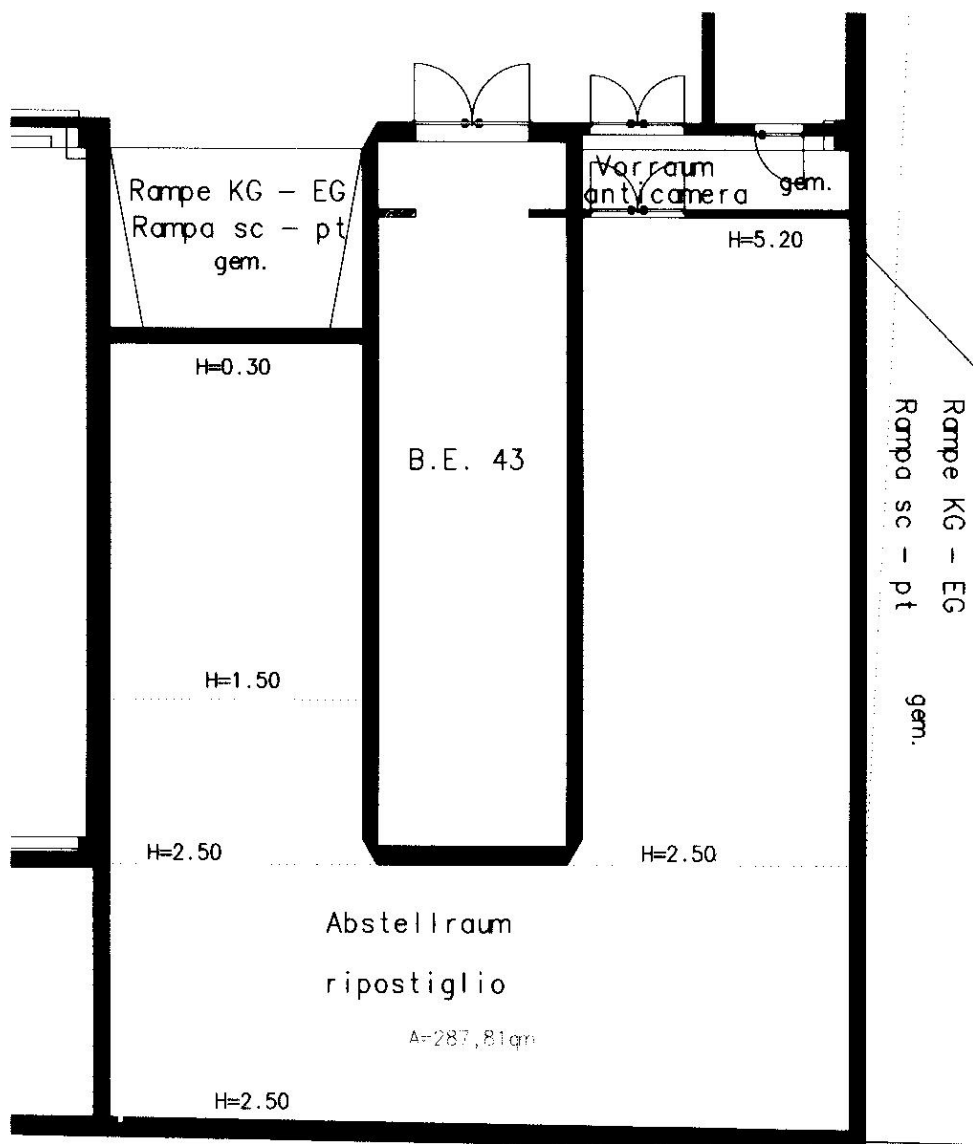 Vorraum
anticamera
gem.
Rampe KG - EG
Rampa sc - pt
gem.
H=5.20
H=0.30
B.E. 43
Rampe KG - EG
Rampa sc - pt
gem.
H=1.50
H=2.50
H=2.50
Abstellraum
ripostiglio
A=287,81qm
H=2.50